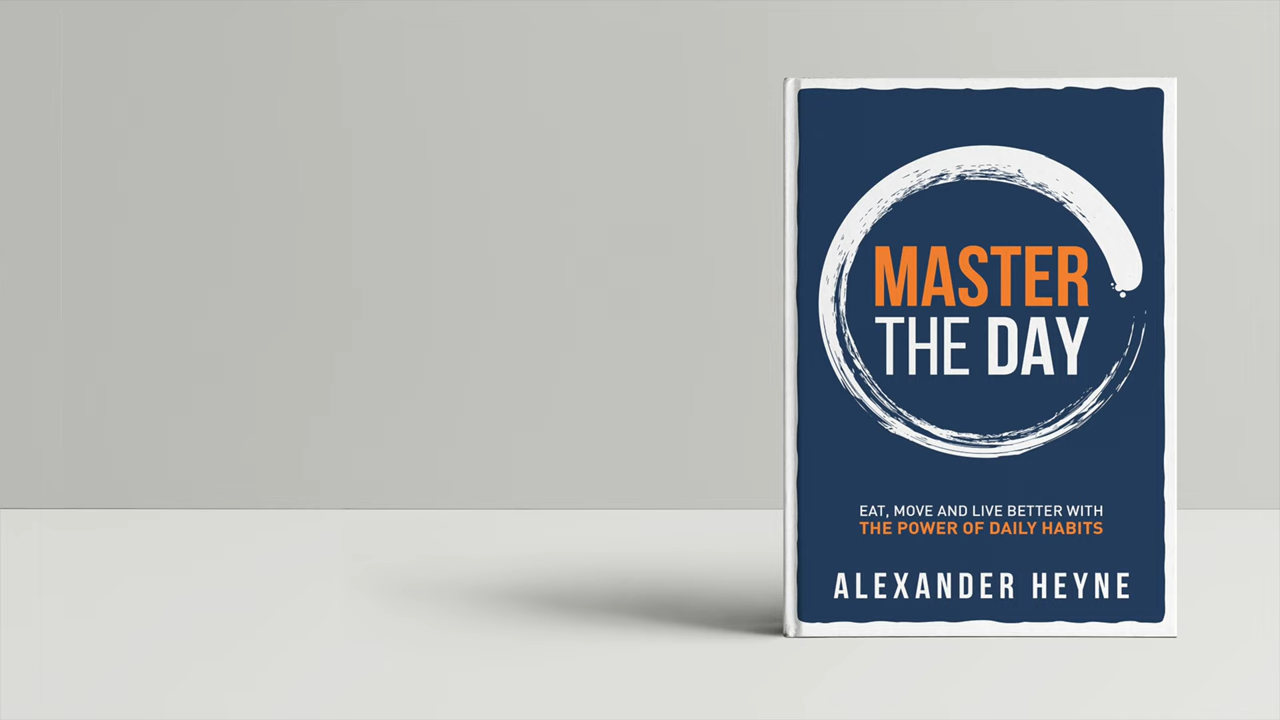 MASTER
THE DAY
EAT, MOVE AND LIVE BETTER WITH
THE POWER OF DAILY HABITS
ALEXANDER HEYNE